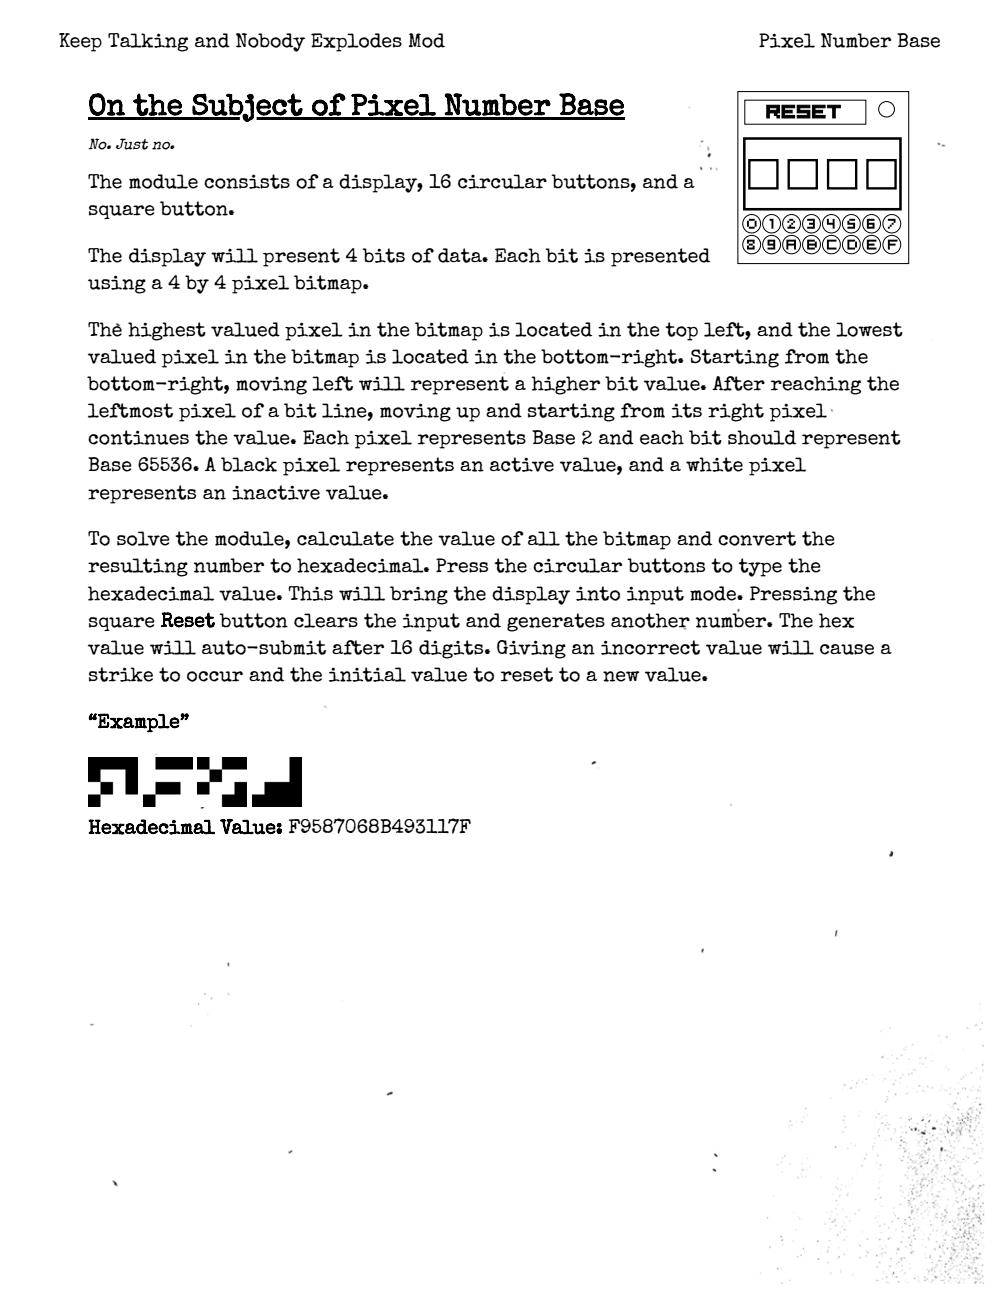 Keep Talking and Nobody Explodes Mod
Pixel Number Base
On the Subject of Pixel Number Base
No. Just no.
The module consists of a display, 16 circular buttons, and a
square button.
The display will present 4 bits of data. Each bit is presented
using a 4 by 4 pixel bitmap.
RESET
0 1 2 3 4 5 6 7
8 9 A B C D E F
The highest valued pixel in the bitmap is located in the top left, and the lowest
valued pixel in the bitmap is located in the bottom-right. Starting from the
bottom-right, moving left will represent a higher bit value. After reaching the
leftmost pixel of a bit line, moving up and starting from its right pixel
continues the value. Each pixel represents Base 2 and each bit should represent
Base 65536. A black pixel represents an active value, and a white pixel
represents an inactive value.
To solve the module, calculate the value of all the bitmap and convert the
resulting number to hexadecimal. Press the circular buttons to type the
hexadecimal value. This will bring the display into input mode. Pressing the
square Reset button clears the input and generates another number. The hex
value will auto-submit after 16 digits. Giving an incorrect value will cause a
strike to occur and the initial value to reset to a new value.
“Example”
Hexadecimal Value: F9587068B493117F